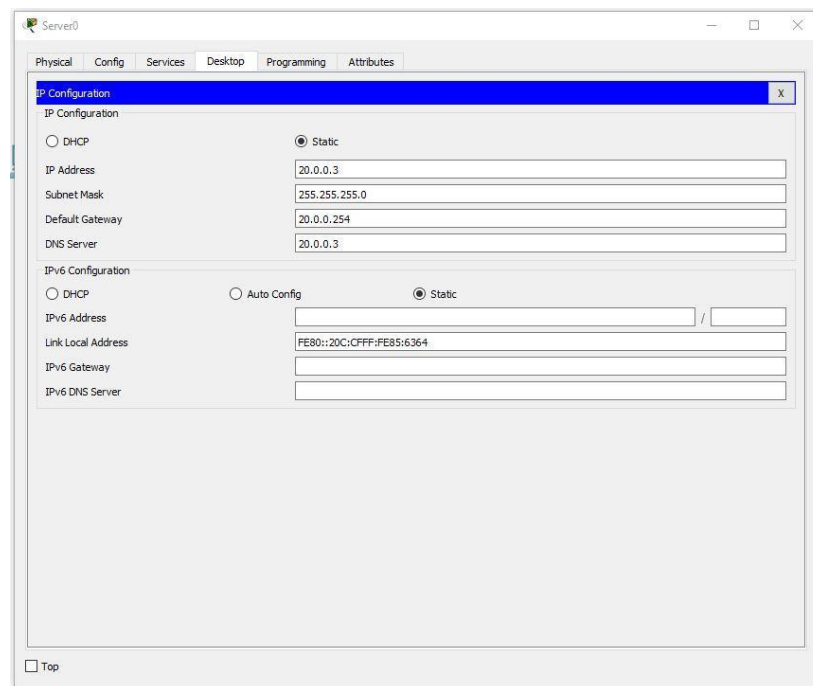 Server0
Physical Config Services Desktop Programming Attributes
IP Configuration X
IP Configuration
DHCP Static
IP Address 20.0.0.3
Subnet Mask 255.255.255.0
Default Gateway 20.0.0.254
DNS Server 20.0.0.3
IPv6 Configuration
DHCP Auto Config Static
IPv6 Address /
Link Local Address FE80::20C:CFFF:FE85:6364
IPv6 Gateway
IPv6 DNS Server
Top